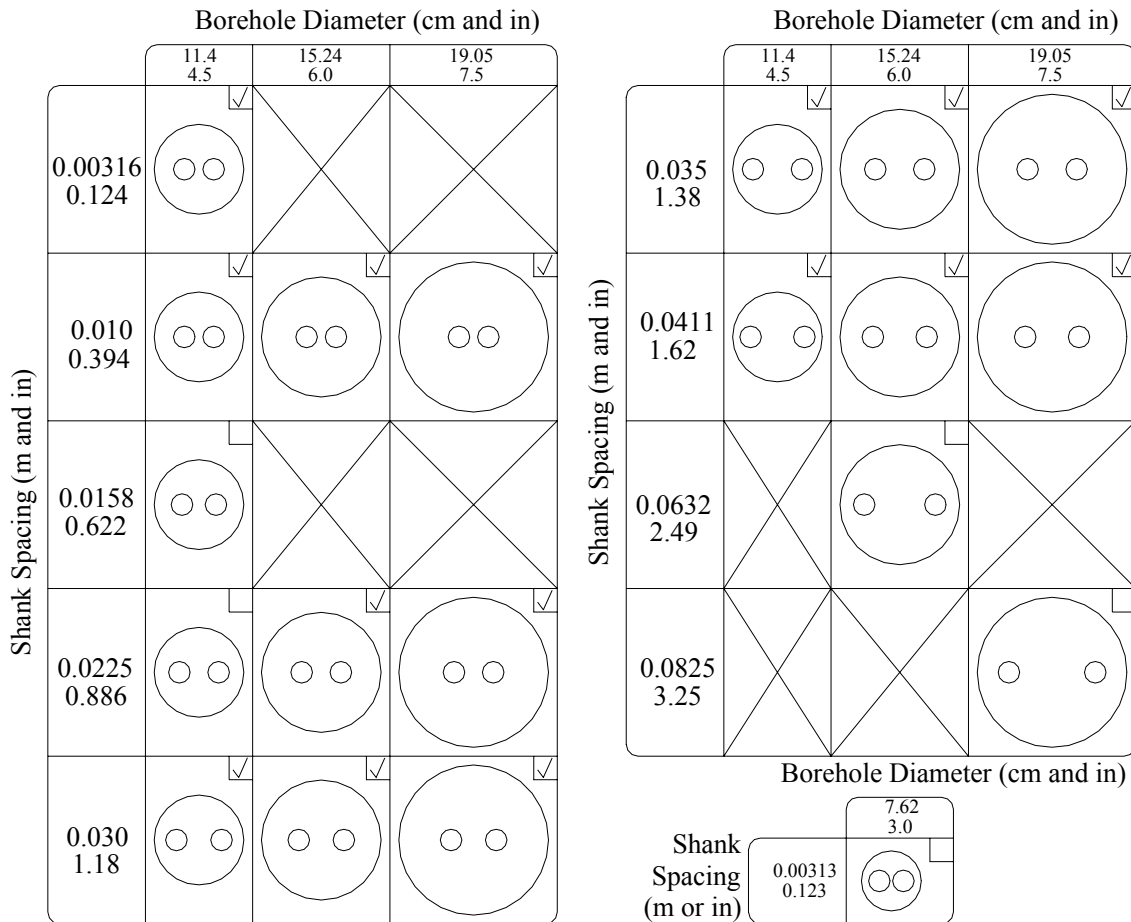 Borehole Diameter (cm and in)
11.4 15.24 19.05
4.5 6.0 7.5
Shank Spacing (m and in)
0.00316
0.124
0.010
0.394
0.0158
0.622
0.0225
0.886
0.030
1.18
Borehole Diameter (cm and in)
11.4 15.24 19.05
4.5 6.0 7.5
Shank Spacing (m and in)
0.035
1.38
0.0411
1.62
0.0632
2.49
0.0825
3.25
Borehole Diameter (cm and in)
7.62
3.0
Shank
Spacing
(m or in)
0.00313
0.123